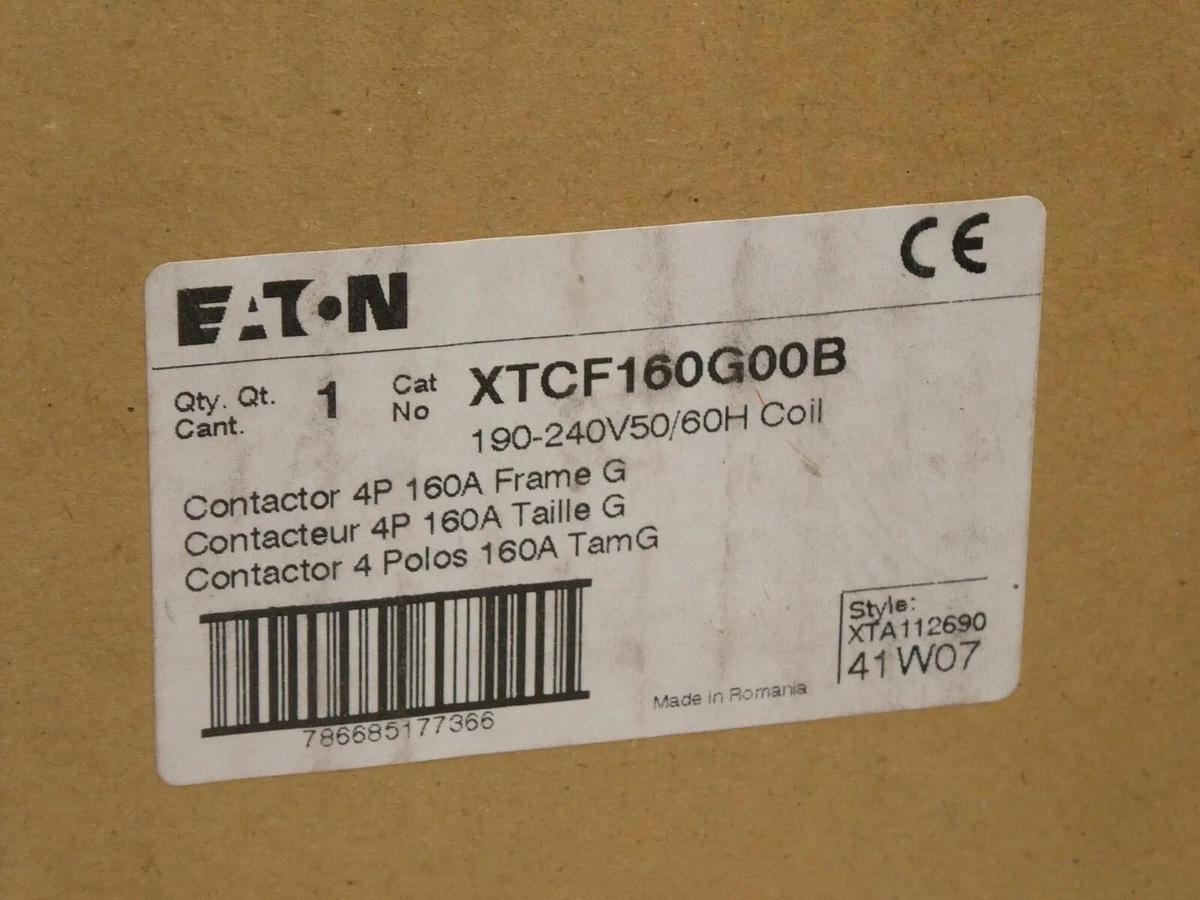 EATON
CE
Qty. Qt.
Cant.
1
Cat
No
XTCF160G00B
190-240V50/60H Coil
Contactor 4P 160A Frame G
Contacteur 4P 160A Taille G
Contactor 4 Polos 160A TamG
786685177366
Made in Romania
Style:
XTA112690
41W07